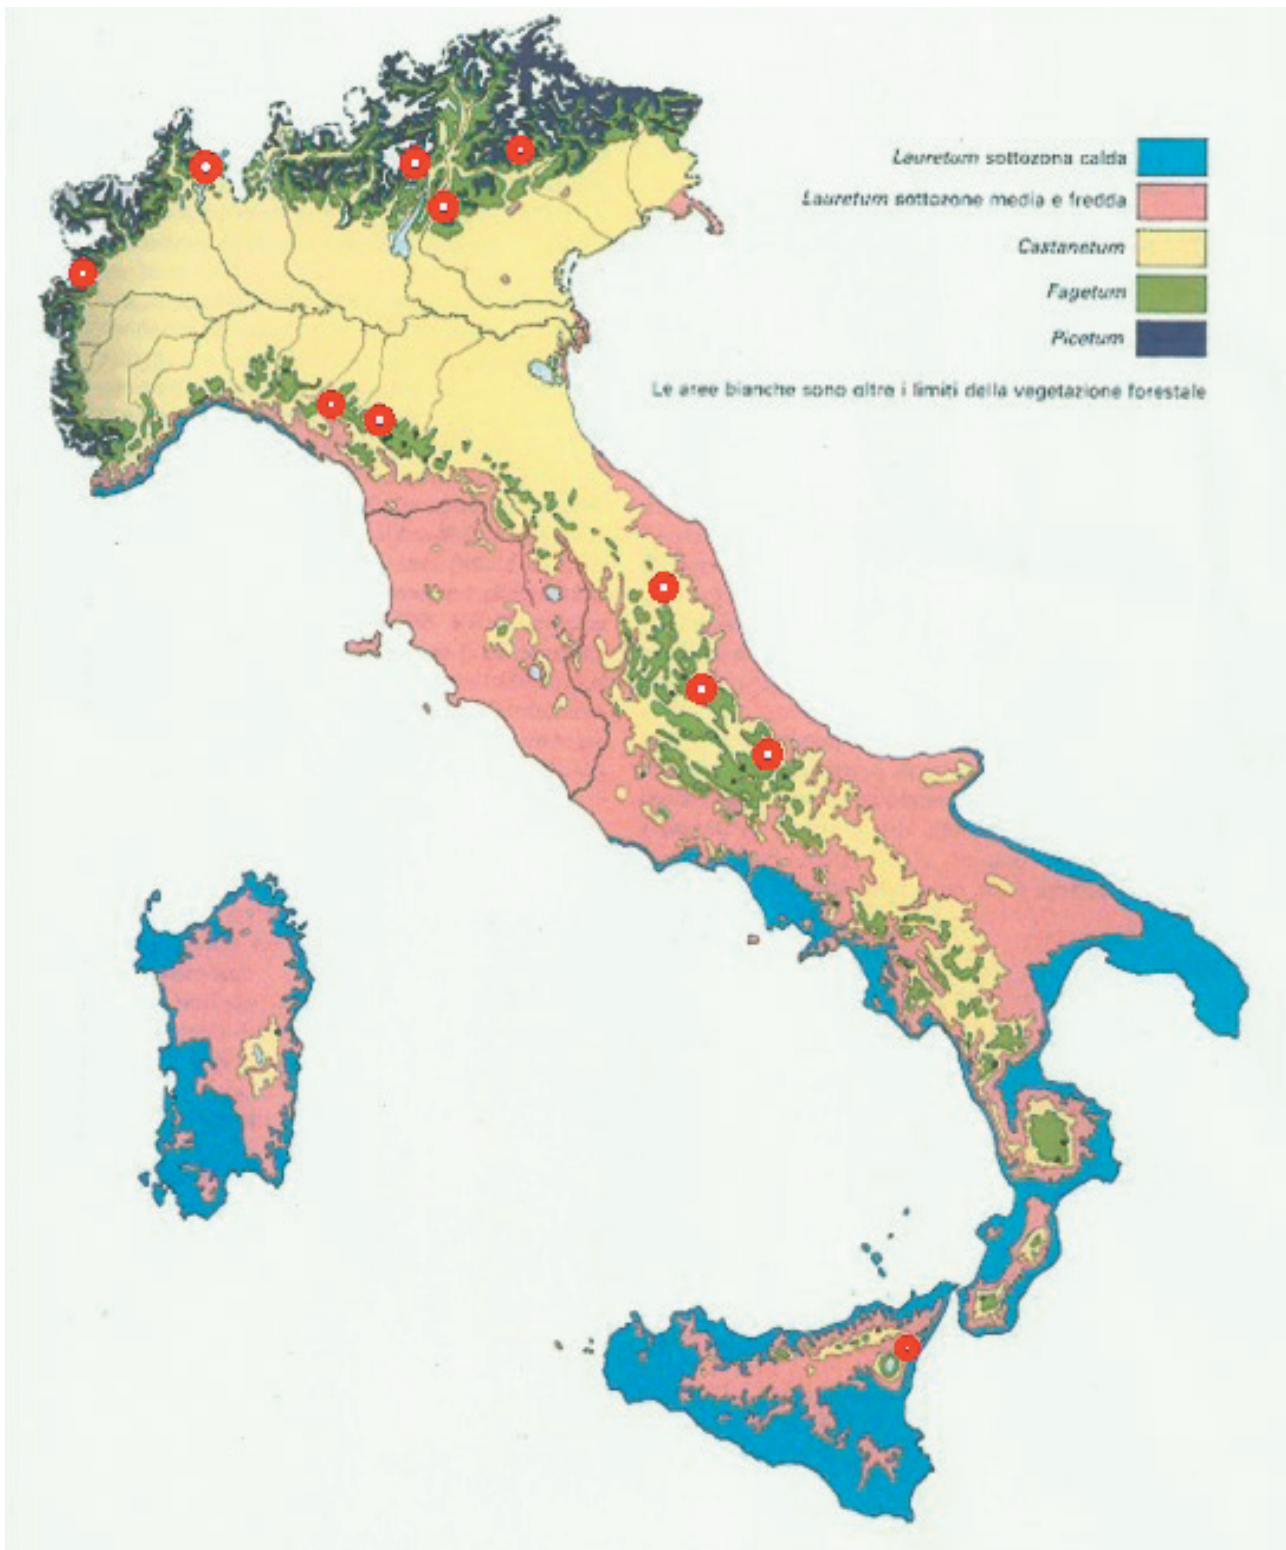 Lauretum sottozona calda
Lauretum sottozone media e fredda
Castanetum
Fagetum
Picetum
Le aree bianche sono oltre i limiti della vegetazione forestale